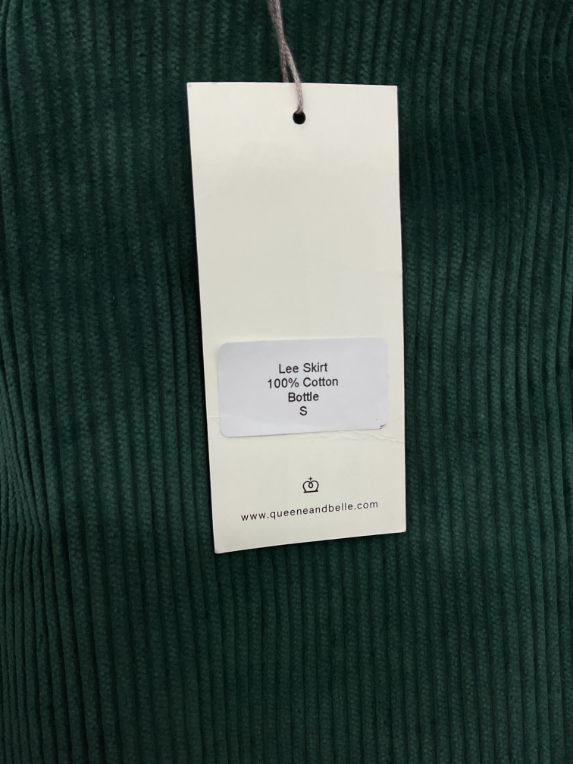 Lee Skirt
100% Cotton
Bottle
S
www.queeneandbelle.com